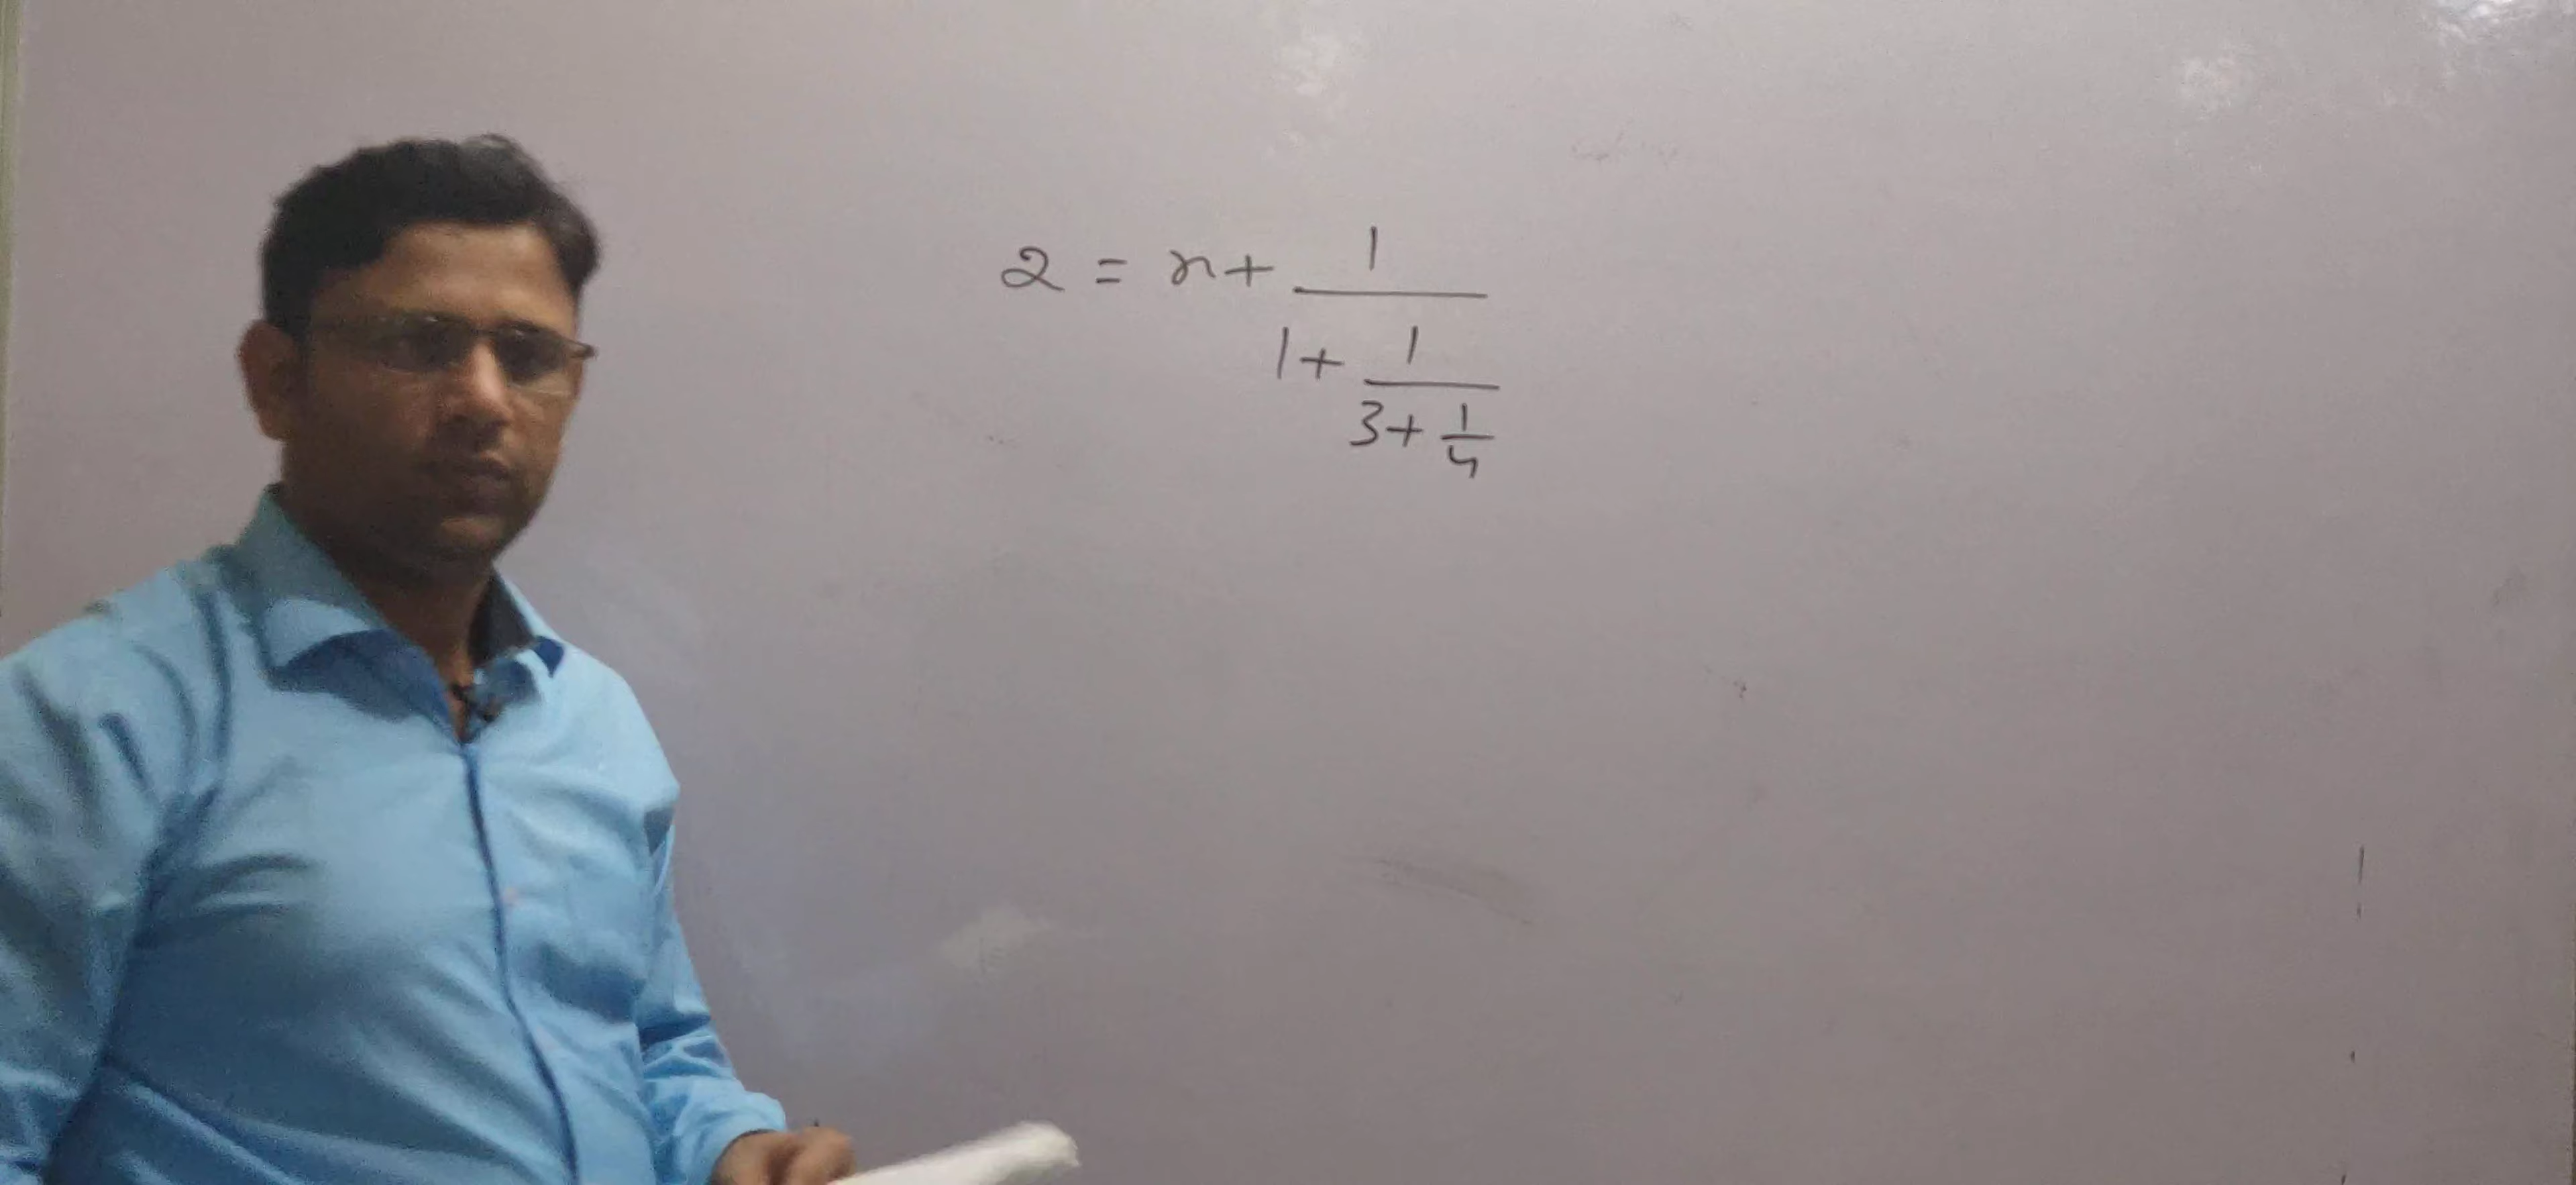 2 = x + 1
1 + 1
3 + 1/4